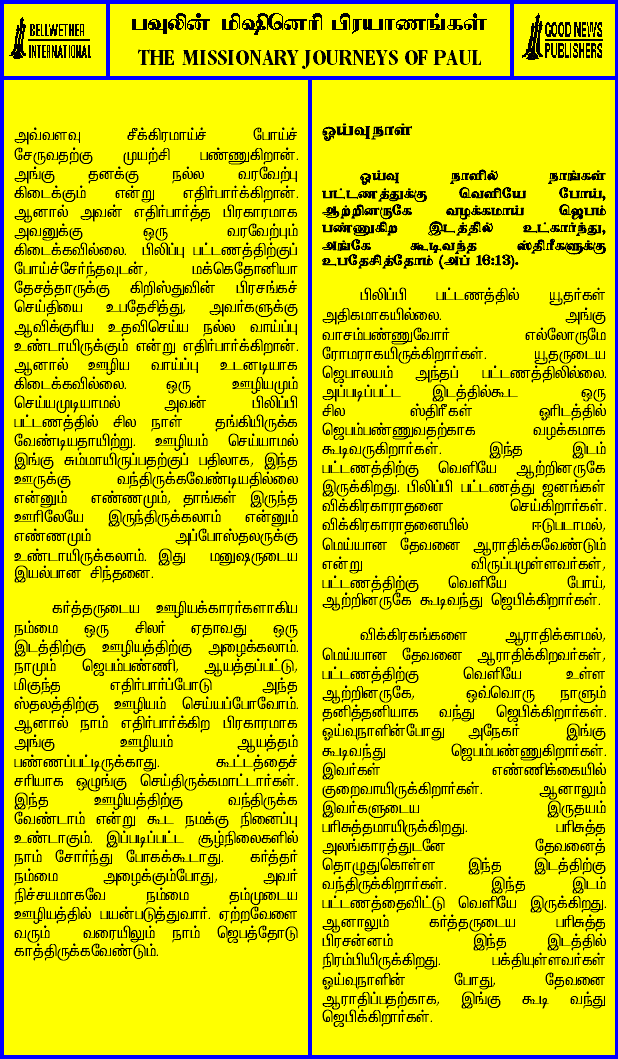 BELLWETHER
INTERNATIONAL
பவுலின் மிஷினெரி பிரயாணங்கள்
THE MISSIONARY JOURNEYS OF PAUL
GOOD NEWS
PUBLISHERS
அவ்வளவு சீக்கிரமாய்ச் போய்ச்
சேருவதற்கு முயற்சி பண்ணுகிறான்.
அங்கு தனக்கு நல்ல வரவேற்பு
கிடைக்கும் என்று எதிர்பார்க்கிறான்.
ஆனால் அவன் எதிர்பார்த்த பிரகாரமாக
அவனுக்கு ஒரு வரவேற்பும்
கிடைக்கவில்லை. பிலிப்பு பட்டணத்திற்குப்
போய்ச்சேர்ந்தவுடன், மக்கெதோனியா
தேசத்தாருக்கு கிறிஸ்துவின் பிரசங்கச்
செய்தியை உபதேசித்து, அவர்களுக்கு
ஆவிக்குரிய உதவிசெய்ய நல்ல வாய்ப்பு
உண்டாயிருக்கும் என்று எதிர்பார்க்கிறான்.
ஆனால் ஊழிய வாய்ப்பு உடனடியாக
கிடைக்கவில்லை. ஒரு ஊழியமும்
செய்யமுடியாமல் அவன் பிலிப்பி
பட்டணத்தில் சில நாள் தங்கியிருக்க
வேண்டியதாயிற்று. ஊழியம் செய்யாமல்
இங்கு சும்மாயிருப்பதற்குப் பதிலாக, இந்த
ஊருக்கு வந்திருக்கவேண்டியதில்லை
என்னும் எண்ணமும், தாங்கள் இருந்த
ஊரிலேயே இருந்திருக்கலாம் என்னும்
எண்ணமும் அப்போஸ்தலருக்கு
உண்டாயிருக்கலாம். இது மனுஷருடைய
இயல்பான சிந்தனை.
கர்த்தருடைய ஊழியக்காரர்களாகிய
நம்மை ஒரு சிலர் ஏதாவது ஒரு
இடத்திற்கு ஊழியத்திற்கு அழைக்கலாம்.
நாமும் ஜெபம்பண்ணி, ஆயத்தப்பட்டு,
மிகுந்த எதிர்பார்ப்போடு அந்த
ஸ்தலத்திற்கு ஊழியம் செய்யப்போவோம்.
ஆனால் நாம் எதிர்பார்க்கிற பிரகாரமாக
அங்கு ஊழியம் ஆயத்தம்
பண்ணப்பட்டிருக்காது. கூட்டத்தைச்
சரியாக ஒழுங்கு செய்திருக்கமாட்டார்கள்.
இந்த ஊழியத்திற்கு வந்திருக்க
வேண்டாம் என்று கூட நமக்கு நினைப்பு
உண்டாகும். இப்படிப்பட்ட சூழ்நிலைகளில்
நாம் சோர்ந்து போகக்கூடாது. கர்த்தர்
நம்மை அழைக்கும்போது, அவர்
நிச்சயமாகவே நம்மை தம்முடைய
ஊழியத்தில் பயன்படுத்துவார். ஏற்றவேளை
வரும் வரையிலும் நாம் ஜெபத்தோடு
காத்திருக்கவேண்டும்.
ஓய்வுநாள்
ஓய்வு நாளில் நாங்கள்
பட்டணத்துக்கு வெளியே போய்,
ஆற்றினருகே வழக்கமாய் ஜெபம்
பண்ணுகிற இடத்தில் உட்கார்ந்து,
அங்கே கூடிவந்த ஸ்திரீகளுக்கு
உபதேசித்தோம் (அப் 16:13).
பிலிப்பி பட்டணத்தில் யூதர்கள்
அதிகமாகயில்லை. அங்கு
வாசம்பண்ணுவோர் எல்லோருமே
ரோமராகயிருக்கிறார்கள். யூதருடைய
ஜெபாலயம் அந்தப் பட்டணத்திலில்லை.
அப்படிப்பட்ட இடத்தில்கூட ஒரு
சில ஸ்திரீகள் ஓரிடத்தில்
ஜெபம்பண்ணுவதற்காக வழக்கமாக
கூடிவருகிறார்கள். இந்த இடம்
பட்டணத்திற்கு வெளியே ஆற்றினருகே
இருக்கிறது. பிலிப்பி பட்டணத்து ஜனங்கள்
விக்கிரகாராதனை செய்கிறார்கள்.
விக்கிரகாராதனையில் ஈடுபடாமல்,
மெய்யான தேவனை ஆராதிக்கவேண்டும்
என்று விருப்பமுள்ளவர்கள்,
பட்டணத்திற்கு வெளியே போய்,
ஆற்றினருகே கூடிவந்து ஜெபிக்கிறார்கள்.
விக்கிரகங்களை ஆராதிக்காமல்,
மெய்யான தேவனை ஆராதிக்கிறவர்கள்,
பட்டணத்திற்கு வெளியே உள்ள
ஆற்றினருகே, ஒவ்வொரு நாளும்
தனித்தனியாக வந்து ஜெபிக்கிறார்கள்.
ஓய்வுநாளின்போது அநேகர் இங்கு
கூடிவந்து ஜெபம்பண்ணுகிறார்கள்.
இவர்கள் எண்ணிக்கையில்
குறைவாயிருக்கிறார்கள். ஆனாலும்
இவர்களுடைய இருதயம்
பரிசுத்தமாயிருக்கிறது. பரிசுத்த
அலங்காரத்துடனே தேவனைத்
தொழுதுகொள்ள இந்த இடத்திற்கு
வந்திருக்கிறார்கள். இந்த இடம்
பட்டணத்தைவிட்டு வெளியே இருக்கிறது.
ஆனாலும் கர்த்தருடைய பரிசுத்த
பிரசன்னம் இந்த இடத்தில்
நிரம்பியிருக்கிறது. பக்தியுள்ளவர்கள்
ஓய்வுநாளின் போது, தேவனை
ஆராதிப்பதற்காக, இங்கு கூடி வந்து
ஜெபிக்கிறார்கள்.